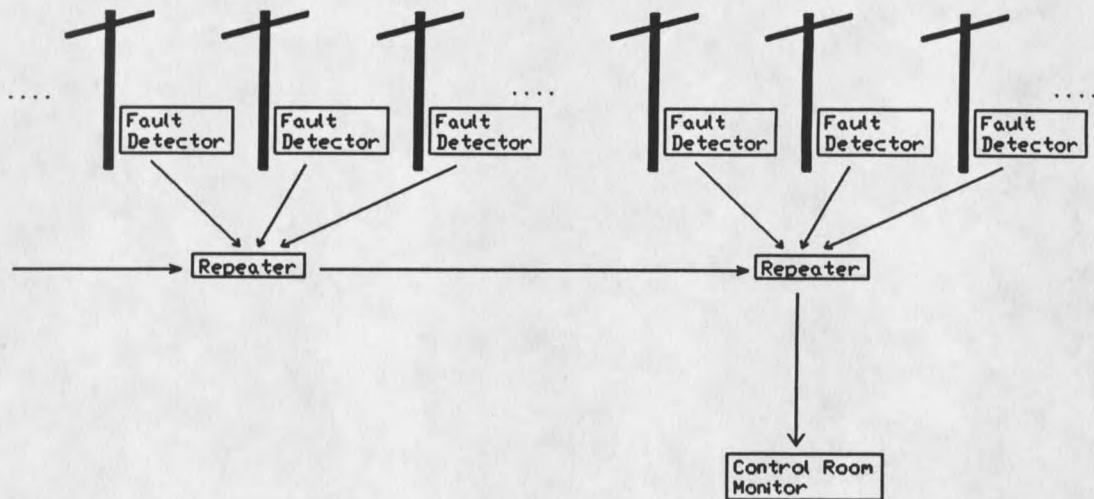 ....
Fault
Detector
Fault
Detector
Fault
Detector
....
Fault
Detector
Fault
Detector
Fault
Detector
....
Repeater
Repeater
Control Room
Monitor